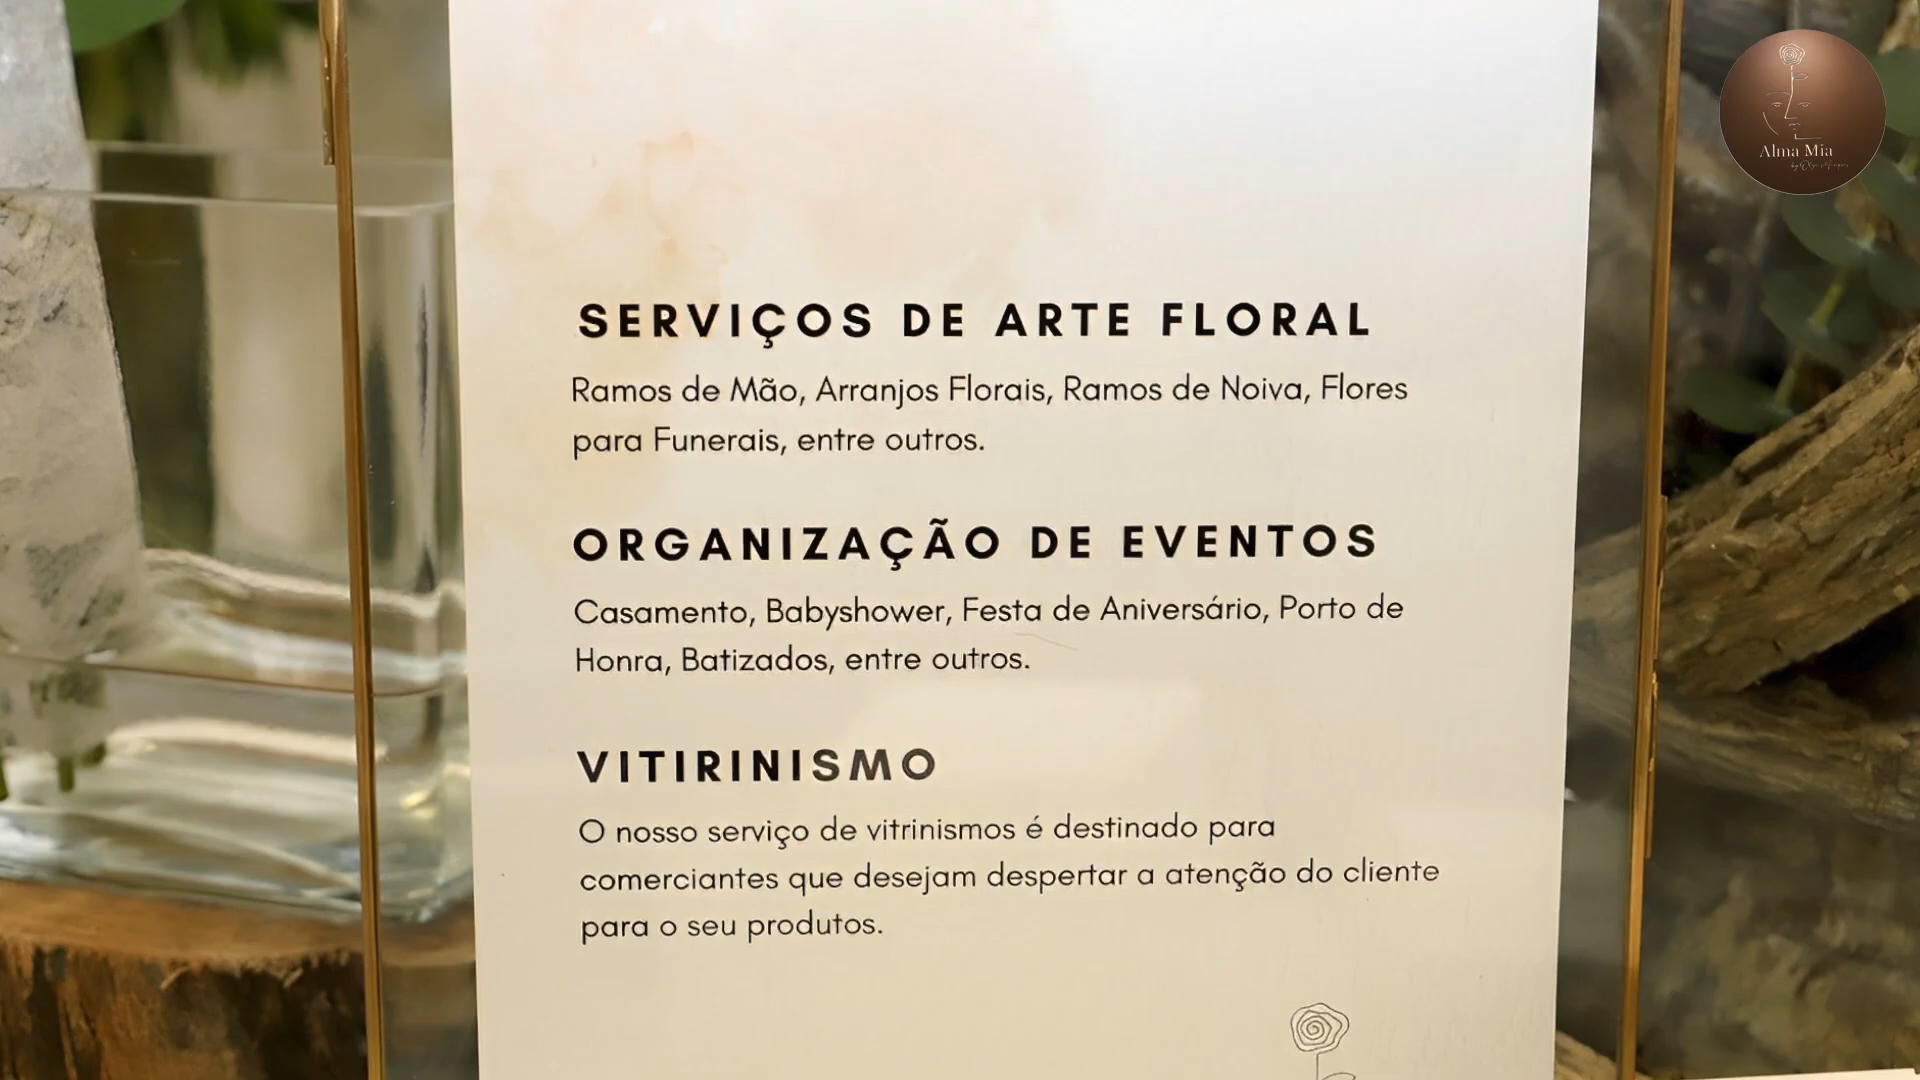 Alma Mia
SERVIÇOS DE ARTE FLORAL
Ramos de Mão, Arranjos Florais, Ramos de Noiva, Flores
para Funerais, entre outros.
ORGANIZAÇÃO DE EVENTOS
Casamento, Babyshower, Festa de Aniversário, Porto de
Honra, Batizados, entre outros.
VITIRINISMO
O nosso serviço de vitrinismos é destinado para
comerciantes que desejam despertar a atenção do cliente
para o seu produtos.